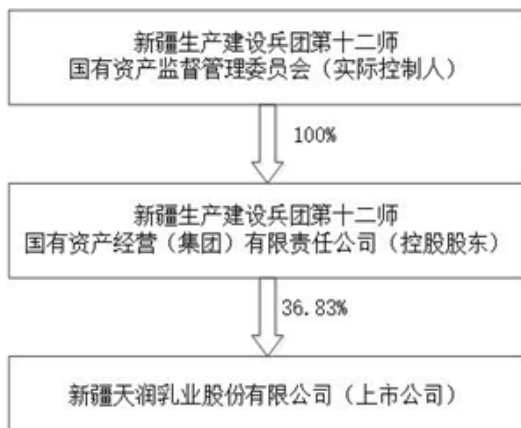 新疆生产建设兵团第十二师
国有资产监督管理委员会（实际控制人）
100%
新疆生产建设兵团第十二师
国有资产经营（集团）有限责任公司（控股股东）
36.83%
新疆天润乳业股份有限公司（上市公司）